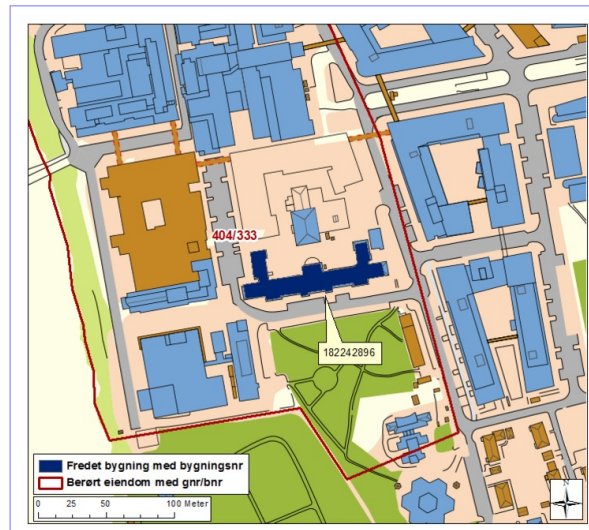 404/333
182242896
Fredet bygning med bygningsnr
Berørt eiendom med gnr/bnr
0 25 50 100 Meter